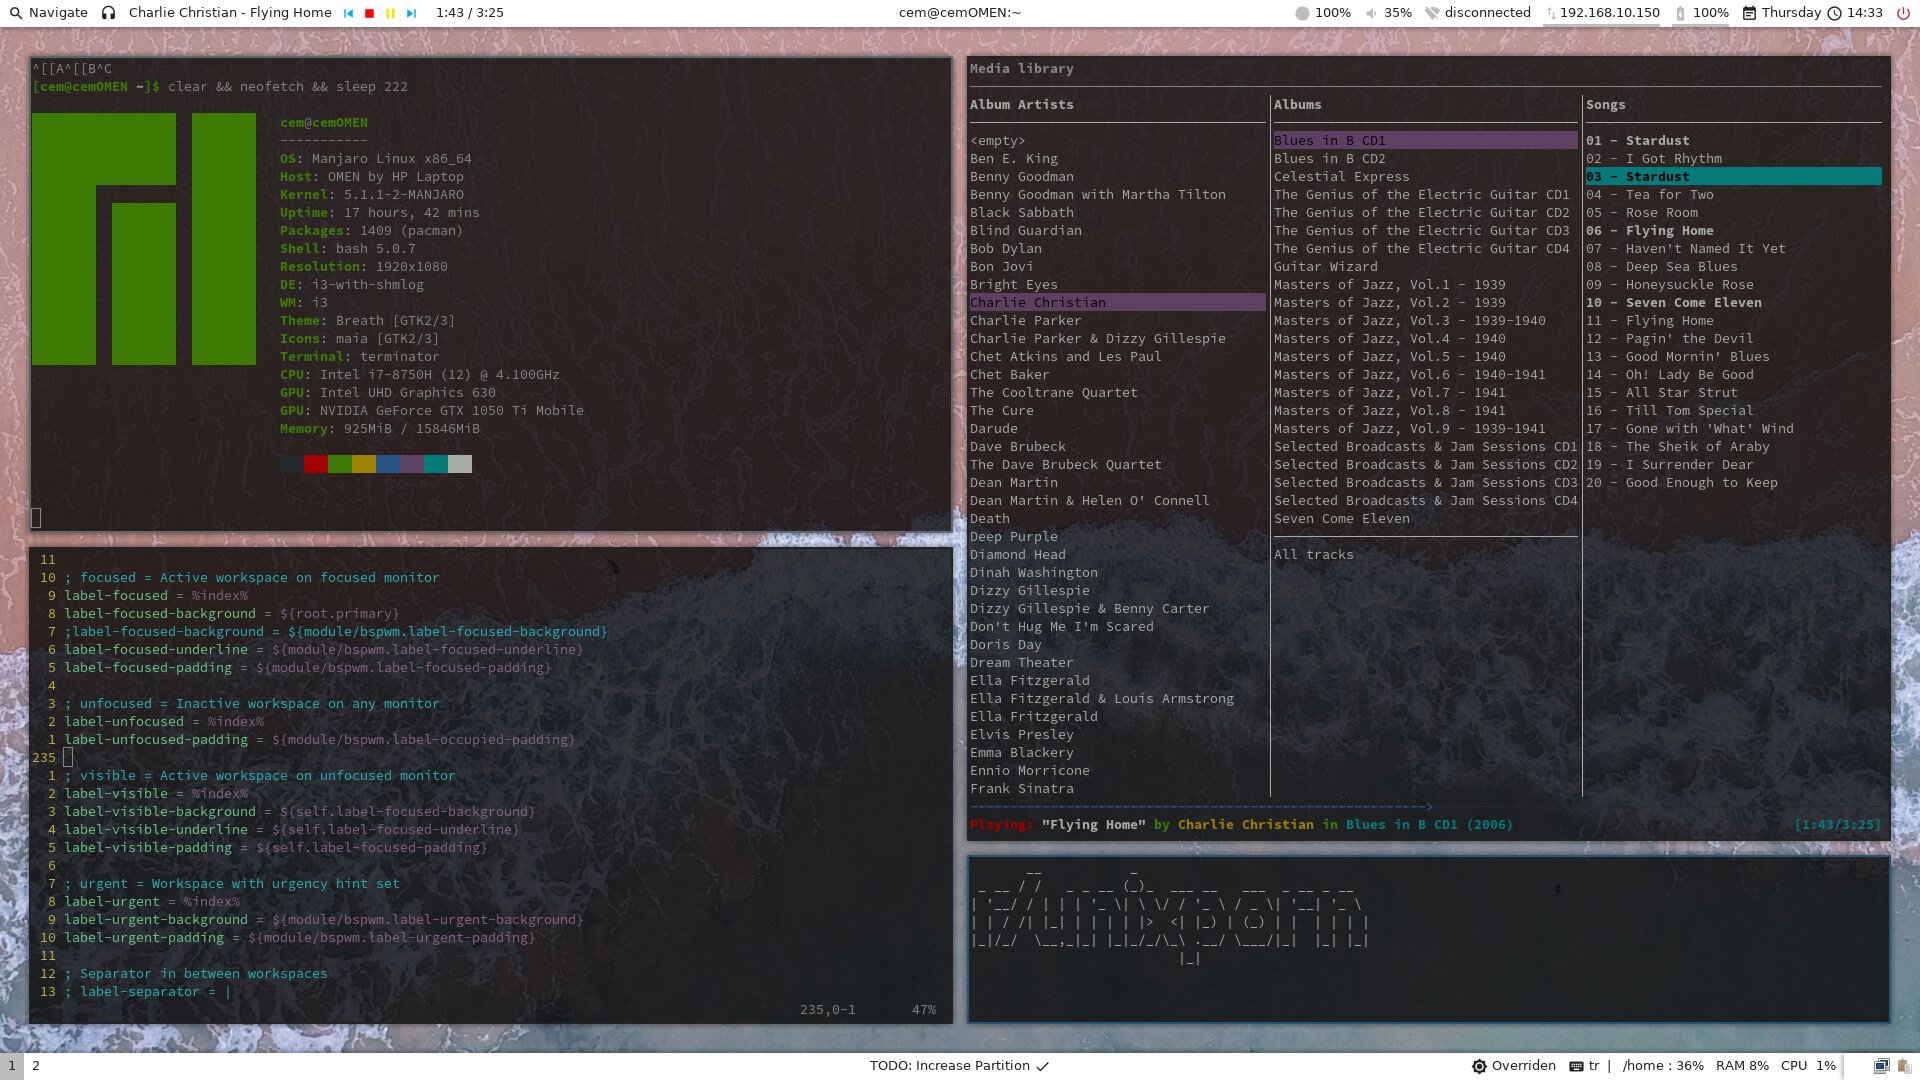 Navigate Charlie Christian - Flying Home 1:43 / 3:25 cem@cemOMEN:~ 100% 35% disconnected 192.168.10.150 100% Thursday 14:33
^[[A^[[B^C
[cem@cemOMEN ~]$ clear && neofetch && sleep 222
cem@cemOMEN
-----------
OS: Manjaro Linux x86_64
Host: OMEN by HP Laptop
Kernel: 5.1.1-2-MANJARO
Uptime: 17 hours, 42 mins
Packages: 1409 (pacman)
Shell: bash 5.0.7
Resolution: 1920x1080
DE: i3-with-shmlog
WM: i3
Theme: Breath [GTK2/3]
Icons: maia [GTK2/3]
Terminal: terminator
CPU: Intel i7-8750H (12) @ 4.100GHz
GPU: Intel UHD Graphics 630
GPU: NVIDIA GeForce GTX 1050 Ti Mobile
Memory: 925MiB / 15846MiB
11
10 ; focused = Active workspace on focused monitor
9 label-focused = %index%
8 label-focused-background = ${root.primary}
7 ;label-focused-background = ${module/bspwm.label-focused-background}
6 label-focused-underline = ${module/bspwm.label-focused-underline}
5 label-focused-padding = ${module/bspwm.label-focused-padding}
4
3 ; unfocused = Inactive workspace on any monitor
2 label-unfocused = %index%
1 label-unfocused-padding = ${module/bspwm.label-occupied-padding}
235
1 ; visible = Active workspace on unfocused monitor
2 label-visible = %index%
3 label-visible-background = ${self.label-focused-background}
4 label-visible-underline = ${self.label-focused-underline}
5 label-visible-padding = ${self.label-focused-padding}
6
7 ; urgent = Workspace with urgency hint set
8 label-urgent = %index%
9 label-urgent-background = ${module/bspwm.label-urgent-background}
10 label-urgent-padding = ${module/bspwm.label-urgent-padding}
11
12 ; Separator in between workspaces
13 ; label-separator = |
235,0-1 47%
Media library
Album Artists
<empty>
Ben E. King
Benny Goodman
Benny Goodman with Martha Tilton
Black Sabbath
Blind Guardian
Bob Dylan
Bon Jovi
Bright Eyes
Charlie Christian
Charlie Parker
Charlie Parker & Dizzy Gillespie
Chet Atkins and Les Paul
Chet Baker
The Cooltrane Quartet
The Cure
Darude
Dave Brubeck
The Dave Brubeck Quartet
Dean Martin
Dean Martin & Helen O' Connell
Death
Deep Purple
Diamond Head
Dinah Washington
Dizzy Gillespie
Dizzy Gillespie & Benny Carter
Don't Hug Me I'm Scared
Doris Day
Dream Theater
Ella Fitzgerald
Ella Fitzgerald & Louis Armstrong
Ella Fritzgerald
Elvis Presley
Emma Blackery
Ennio Morricone
Frank Sinatra
Albums
Blues in B CD1
Blues in B CD2
Celestial Express
The Genius of the Electric Guitar CD1
The Genius of the Electric Guitar CD2
The Genius of the Electric Guitar CD3
The Genius of the Electric Guitar CD4
Guitar Wizard
Masters of Jazz, Vol.1 - 1939
Masters of Jazz, Vol.2 - 1939
Masters of Jazz, Vol.3 - 1939-1940
Masters of Jazz, Vol.4 - 1940
Masters of Jazz, Vol.5 - 1940
Masters of Jazz, Vol.6 - 1940-1941
Masters of Jazz, Vol.7 - 1941
Masters of Jazz, Vol.8 - 1941
Masters of Jazz, Vol.9 - 1939-1941
Selected Broadcasts & Jam Sessions CD1
Selected Broadcasts & Jam Sessions CD2
Selected Broadcasts & Jam Sessions CD3
Selected Broadcasts & Jam Sessions CD4
Seven Come Eleven
All tracks
Songs
01 - Stardust
02 - I Got Rhythm
03 - Stardust
04 - Tea for Two
05 - Rose Room
06 - Flying Home
07 - Haven't Named It Yet
08 - Deep Sea Blues
09 - Honeysuckle Rose
10 - Seven Come Eleven
11 - Flying Home
12 - Pagin' the Devil
13 - Good Mornin' Blues
14 - Oh! Lady Be Good
15 - All Star Strut
16 - Till Tom Special
17 - Gone with 'What' Wind
18 - The Sheik of Araby
19 - I Surrender Dear
20 - Good Enough to Keep
Playing: "Flying Home" by Charlie Christian in Blues in B CD1 (2006) [1:43/3:25]
r/unixporn
1 2 TODO: Increase Partition ✓ Overriden tr | /home : 36% RAM 8% CPU 1%